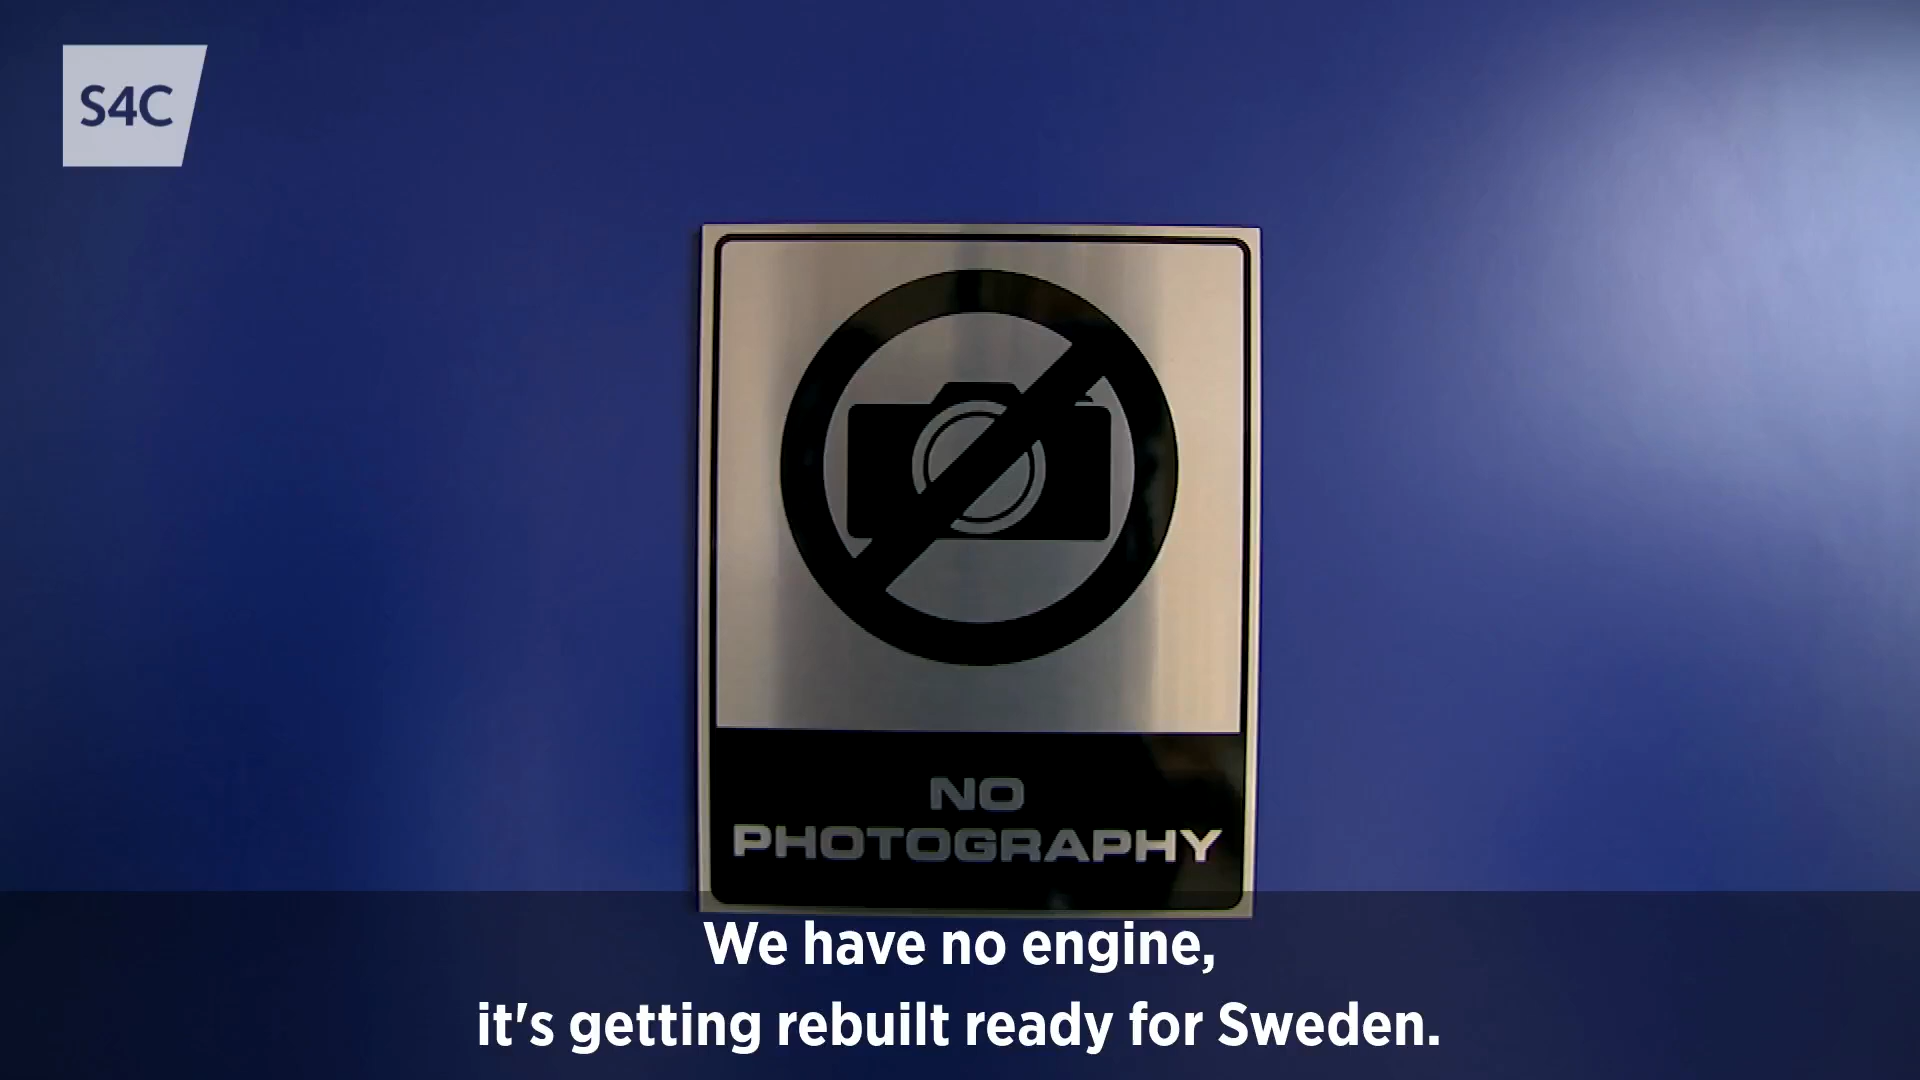 S4C
NO
PHOTOGRAPHY
We have no engine,
it's getting rebuilt ready for Sweden.